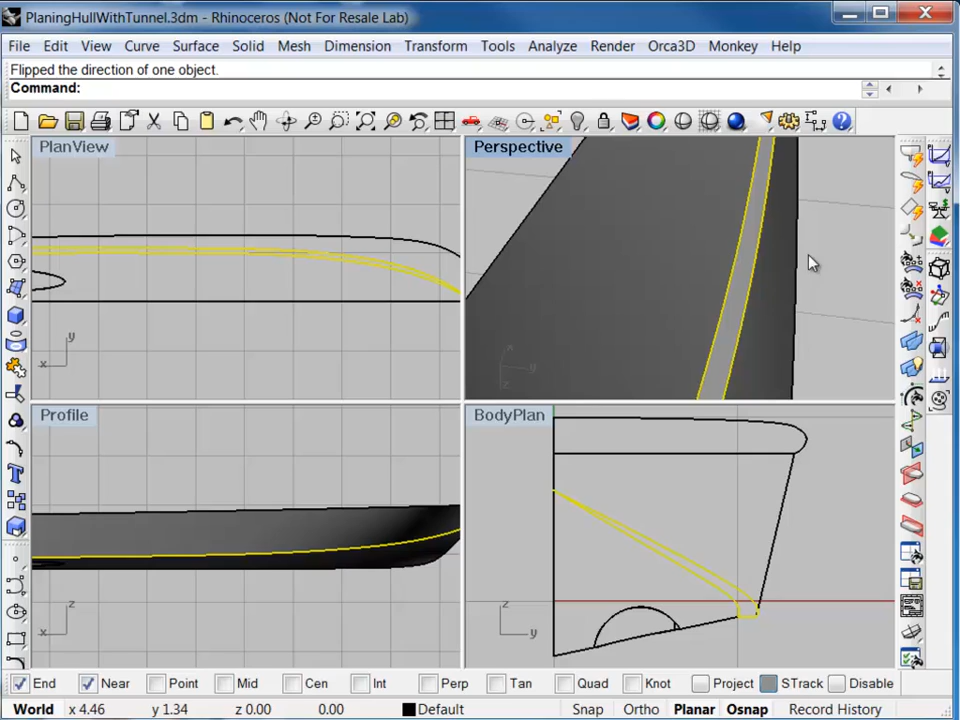 PlaningHullWithTunnel.3dm - Rhinoceros (Not For Resale Lab)
File Edit View Curve Surface Solid Mesh Dimension Transform Tools Analyze Render Orca3D Monkey Help
Flipped the direction of one object.
Command:
PlanView
Perspective
y
x
y
z
Profile
BodyPlan
z
x
z
y
End Near Point Mid Cen Int Perp Tan Quad Knot Project STrack Disable
World x 4.46 y 1.34 z 0.00 0.00 Default Snap Ortho Planar Osnap Record History